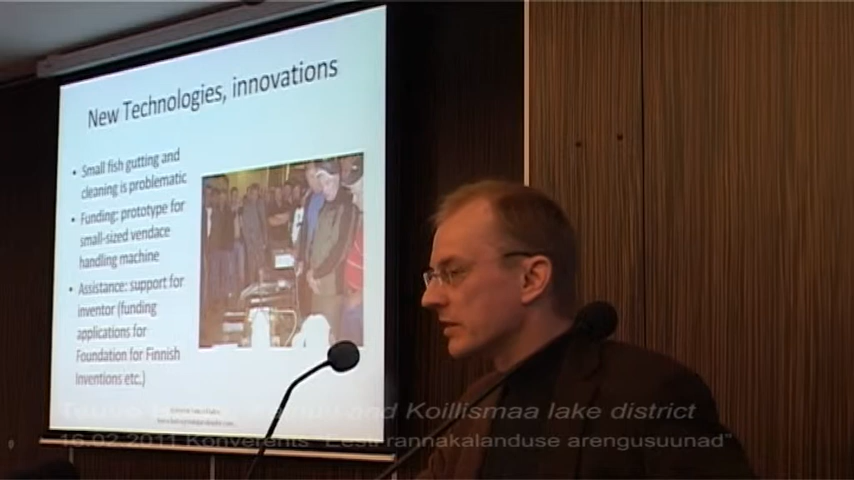 New Technologies, innovations
• Small fish gutting and
cleaning is problematic
• Funding: prototype for
small-sized vendace
handling machine
• Assistance: support for
inventor (funding
applications for
Foundation for Finnish
Inventions etc.)
and Koillismaa lake district
16.02.2011 Konverents "Eesti rannakalanduse arengusuunad"